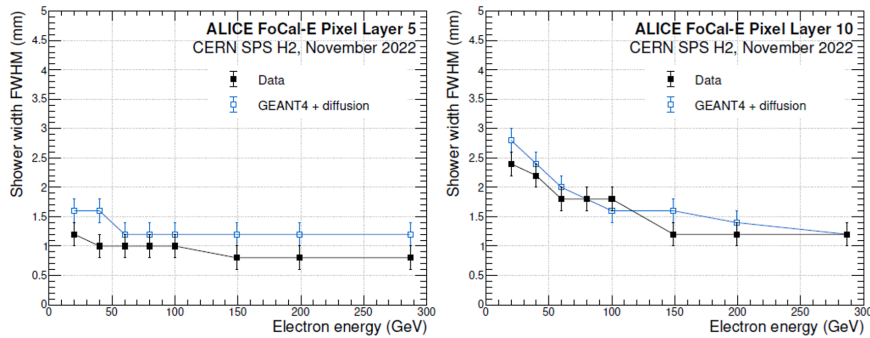 ALICE FoCal-E Pixel Layer 5
CERN SPS H2, November 2022
Data
GEANT4 + diffusion
Shower width FWHM (mm)
5
4.5
4
3.5
3
2.5
2
1.5
1
0.5
0
0 50 100 150 200 250 300
Electron energy (GeV)
ALICE FoCal-E Pixel Layer 10
CERN SPS H2, November 2022
Data
GEANT4 + diffusion
Shower width FWHM (mm)
5
4.5
4
3.5
3
2.5
2
1.5
1
0.5
0
0 50 100 150 200 250 300
Electron energy (GeV)